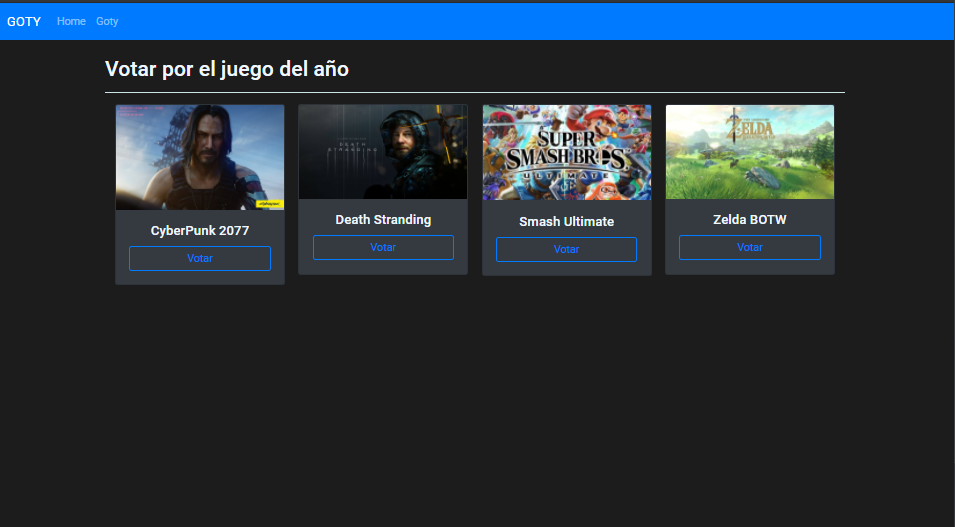 GOTY Home Goty
Votar por el juego del año
DEATH
STRANDING
SUPER
SMASH BROS.
ULTIMATE
ZELDA
CyberPunk 2077
Death Stranding
Smash Ultimate
Zelda BOTW
Votar
Votar
Votar
Votar